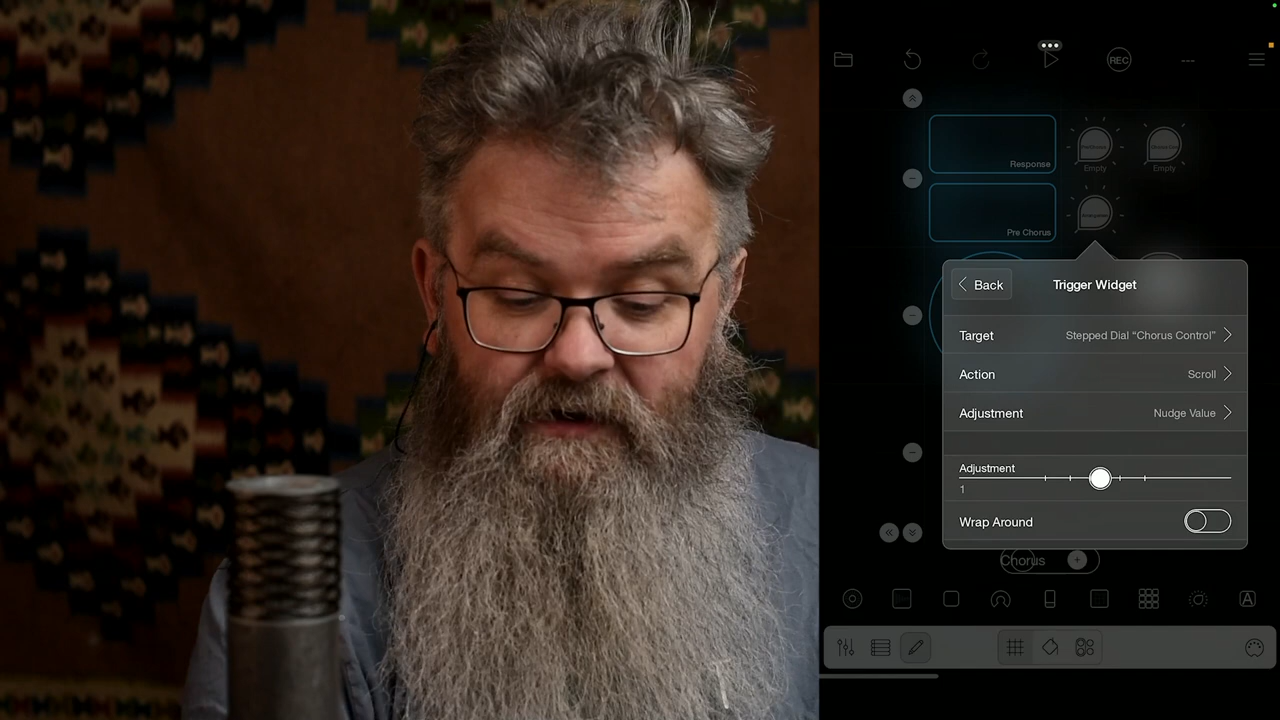 REC
Response
Empty
Empty
Pre Chorus
Back
Trigger Widget
Target
Stepped Dial “Chorus Control”
Action
Scroll
Adjustment
Nudge Value
Adjustment
1
Wrap Around
Chorus
A